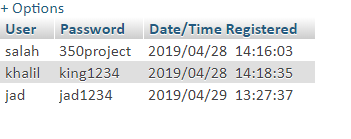 + Options
User Password Date/Time Registered
salah 350project 2019/04/28 14:16:03
khalil king1234 2019/04/28 14:18:35
jad jad1234 2019/04/29 13:27:37